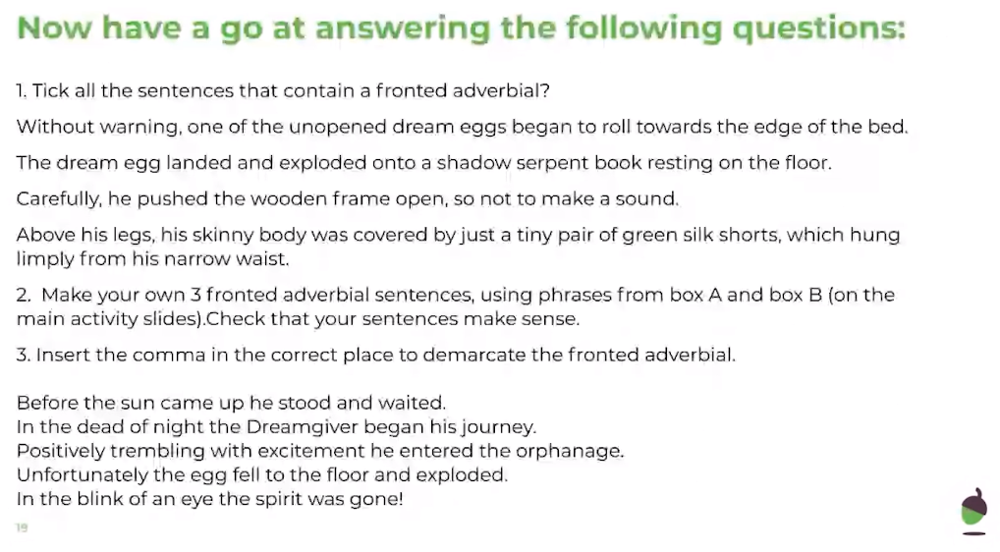 Now have a go at answering the following questions:
1. Tick all the sentences that contain a fronted adverbial?
Without warning, one of the unopened dream eggs began to roll towards the edge of the bed.
The dream egg landed and exploded onto a shadow serpent book resting on the floor.
Carefully, he pushed the wooden frame open, so not to make a sound.
Above his legs, his skinny body was covered by just a tiny pair of green silk shorts, which hung
limply from his narrow waist.
2. Make your own 3 fronted adverbial sentences, using phrases from box A and box B (on the
main activity slides).Check that your sentences make sense.
3. Insert the comma in the correct place to demarcate the fronted adverbial.
Before the sun came up he stood and waited.
In the dead of night the Dreamgiver began his journey.
Positively trembling with excitement he entered the orphanage.
Unfortunately the egg fell to the floor and exploded.
In the blink of an eye the spirit was gone!
19